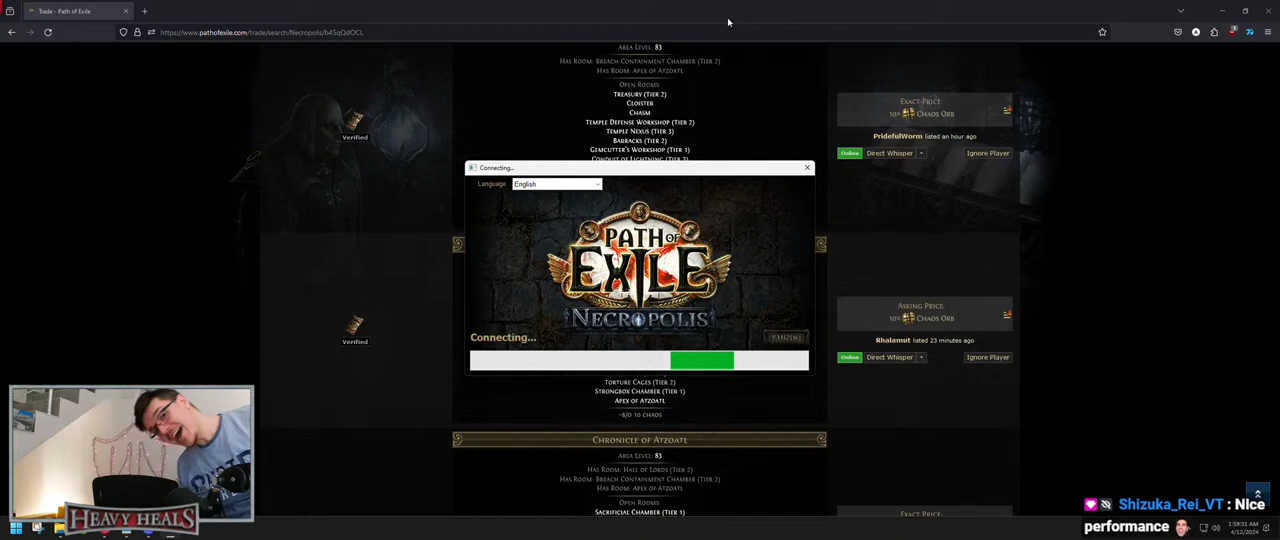 Trade - Path of Exile
https://www.pathofexile.com/trade/search/Necropolis/b45qQdOCL
Area Level: 83
Has Room: Breach Containment Chamber (Tier 2)
Has Room: Apex of Atzoatl
Open Rooms:
Treasury (Tier 2)
Cloister
Chasm
Temple Defense Workshop (Tier 2)
Temple Nexus (Tier 3)
Barracks (Tier 2)
Gemcutter's Workshop (Tier 1)
Verified
Exact Price:
10× Chaos Orb
PridefulWorm listed an hour ago
Online Direct Whisper Ignore Player
Connecting...
Language English
PATH OF EXILE
NECROPOLIS
Connecting...
LAUNCH
Verified
Asking Price:
10× Chaos Orb
Rhalamut listed 23 minutes ago
Online Direct Whisper Ignore Player
Torture Cages (Tier 2)
Strongbox Chamber (Tier 1)
Apex of Atzoatl
~b/o 10 chaos
Chronicle of Atzoatl
Area Level: 83
Has Room: Hall of Lords (Tier 2)
Has Room: Breach Containment Chamber (Tier 2)
Has Room: Apex of Atzoatl
Open Rooms:
Sacrificial Chamber (Tier 1)
Exact Price:
HEAVY HEALS
Shizuka_Rei_VT : Nice
performance
1:59:31 AM
4/12/2024